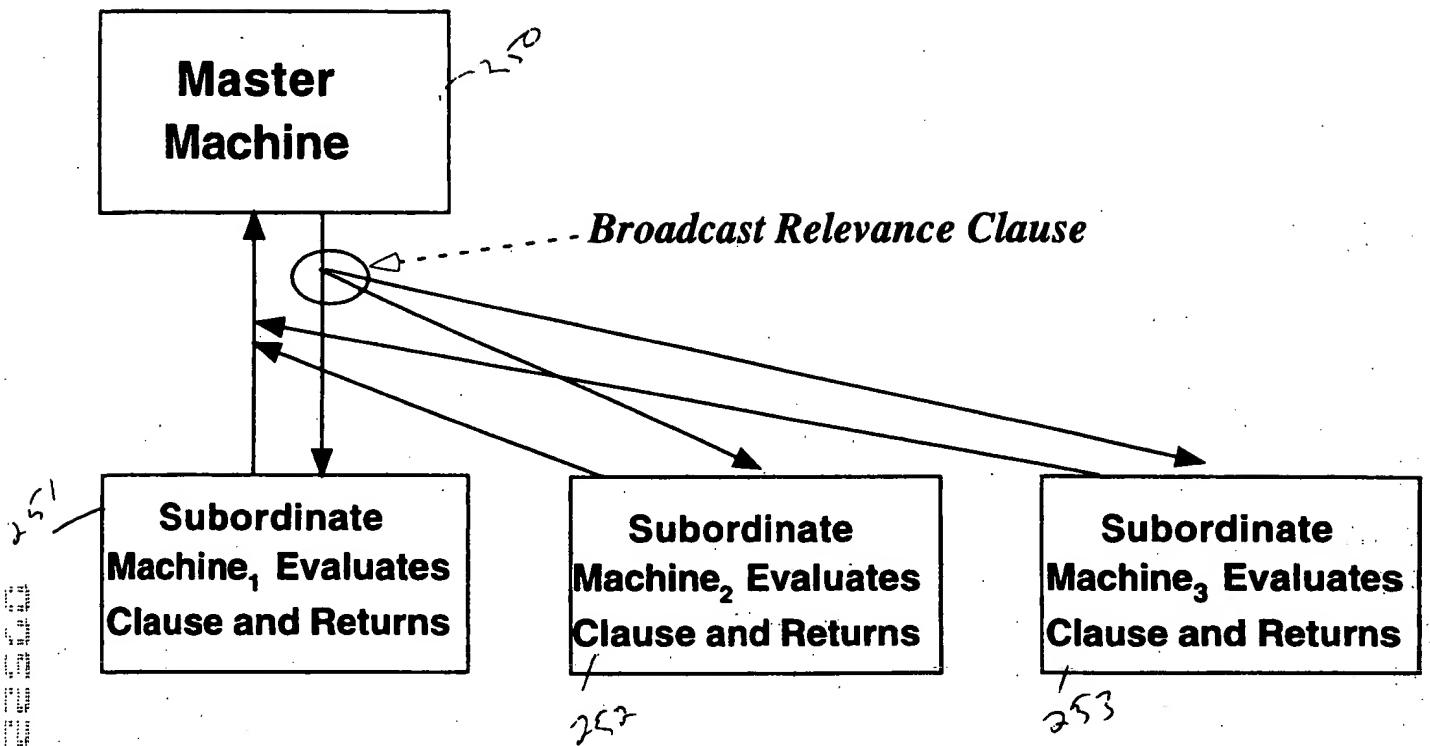 Master
Machine
250
Broadcast Relevance Clause
251
Subordinate
Machine₁ Evaluates
Clause and Returns
Subordinate
Machine₂ Evaluates
Clause and Returns
Subordinate
Machine₃ Evaluates
Clause and Returns
252
253